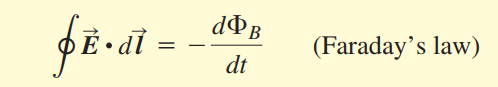 ∮ E⃗ · dl⃗ = − dΦ_B/dt (Faraday’s law)